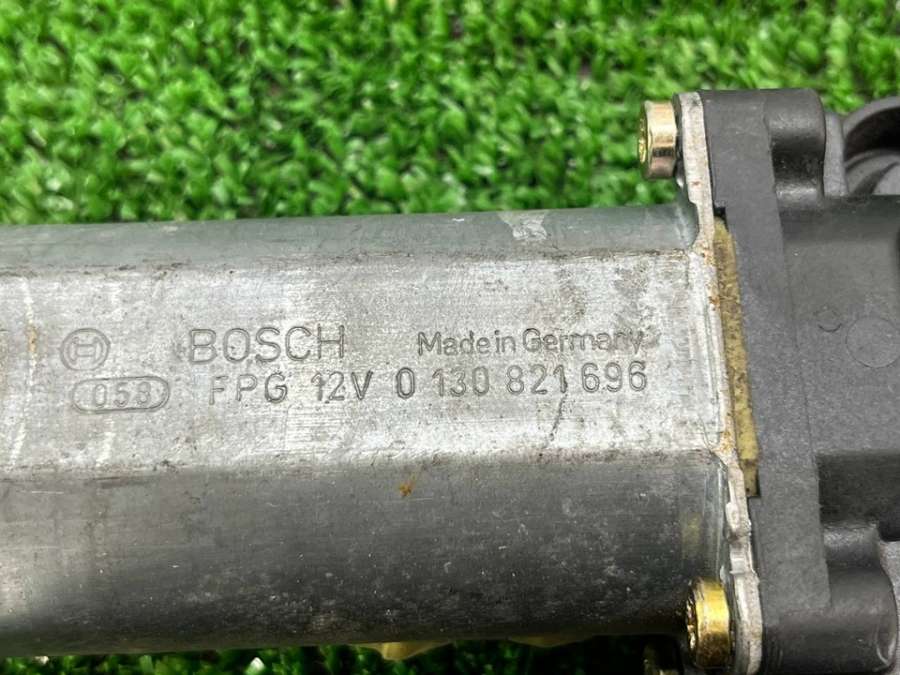 BOSCH Made in Germany
058 FPG 12V 0 130 821 696